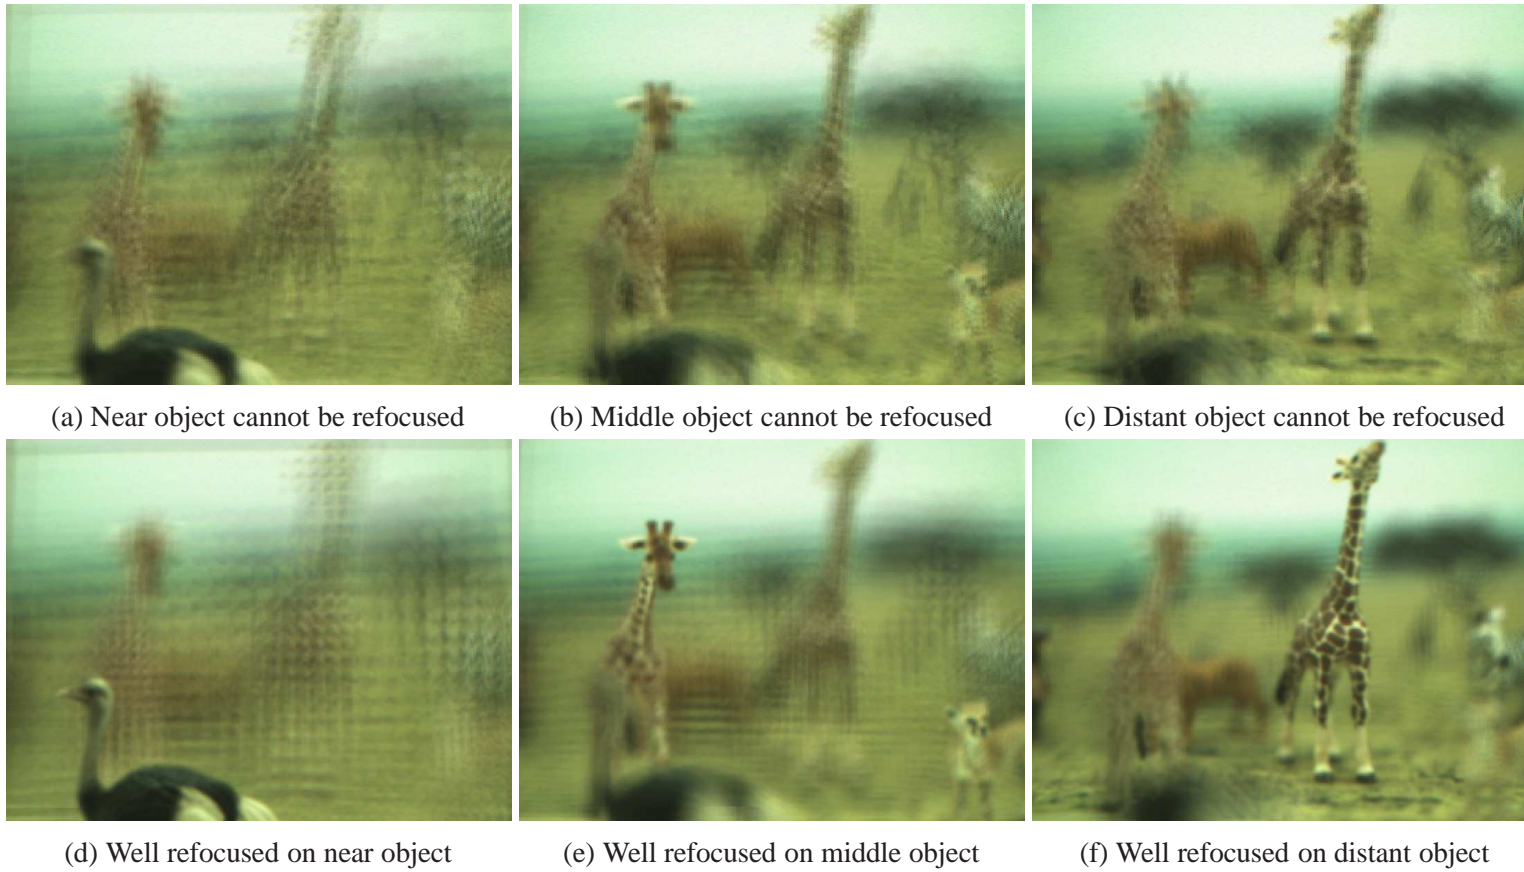 (a) Near object cannot be refocused
(b) Middle object cannot be refocused
(c) Distant object cannot be refocused
(d) Well refocused on near object
(e) Well refocused on middle object
(f) Well refocused on distant object